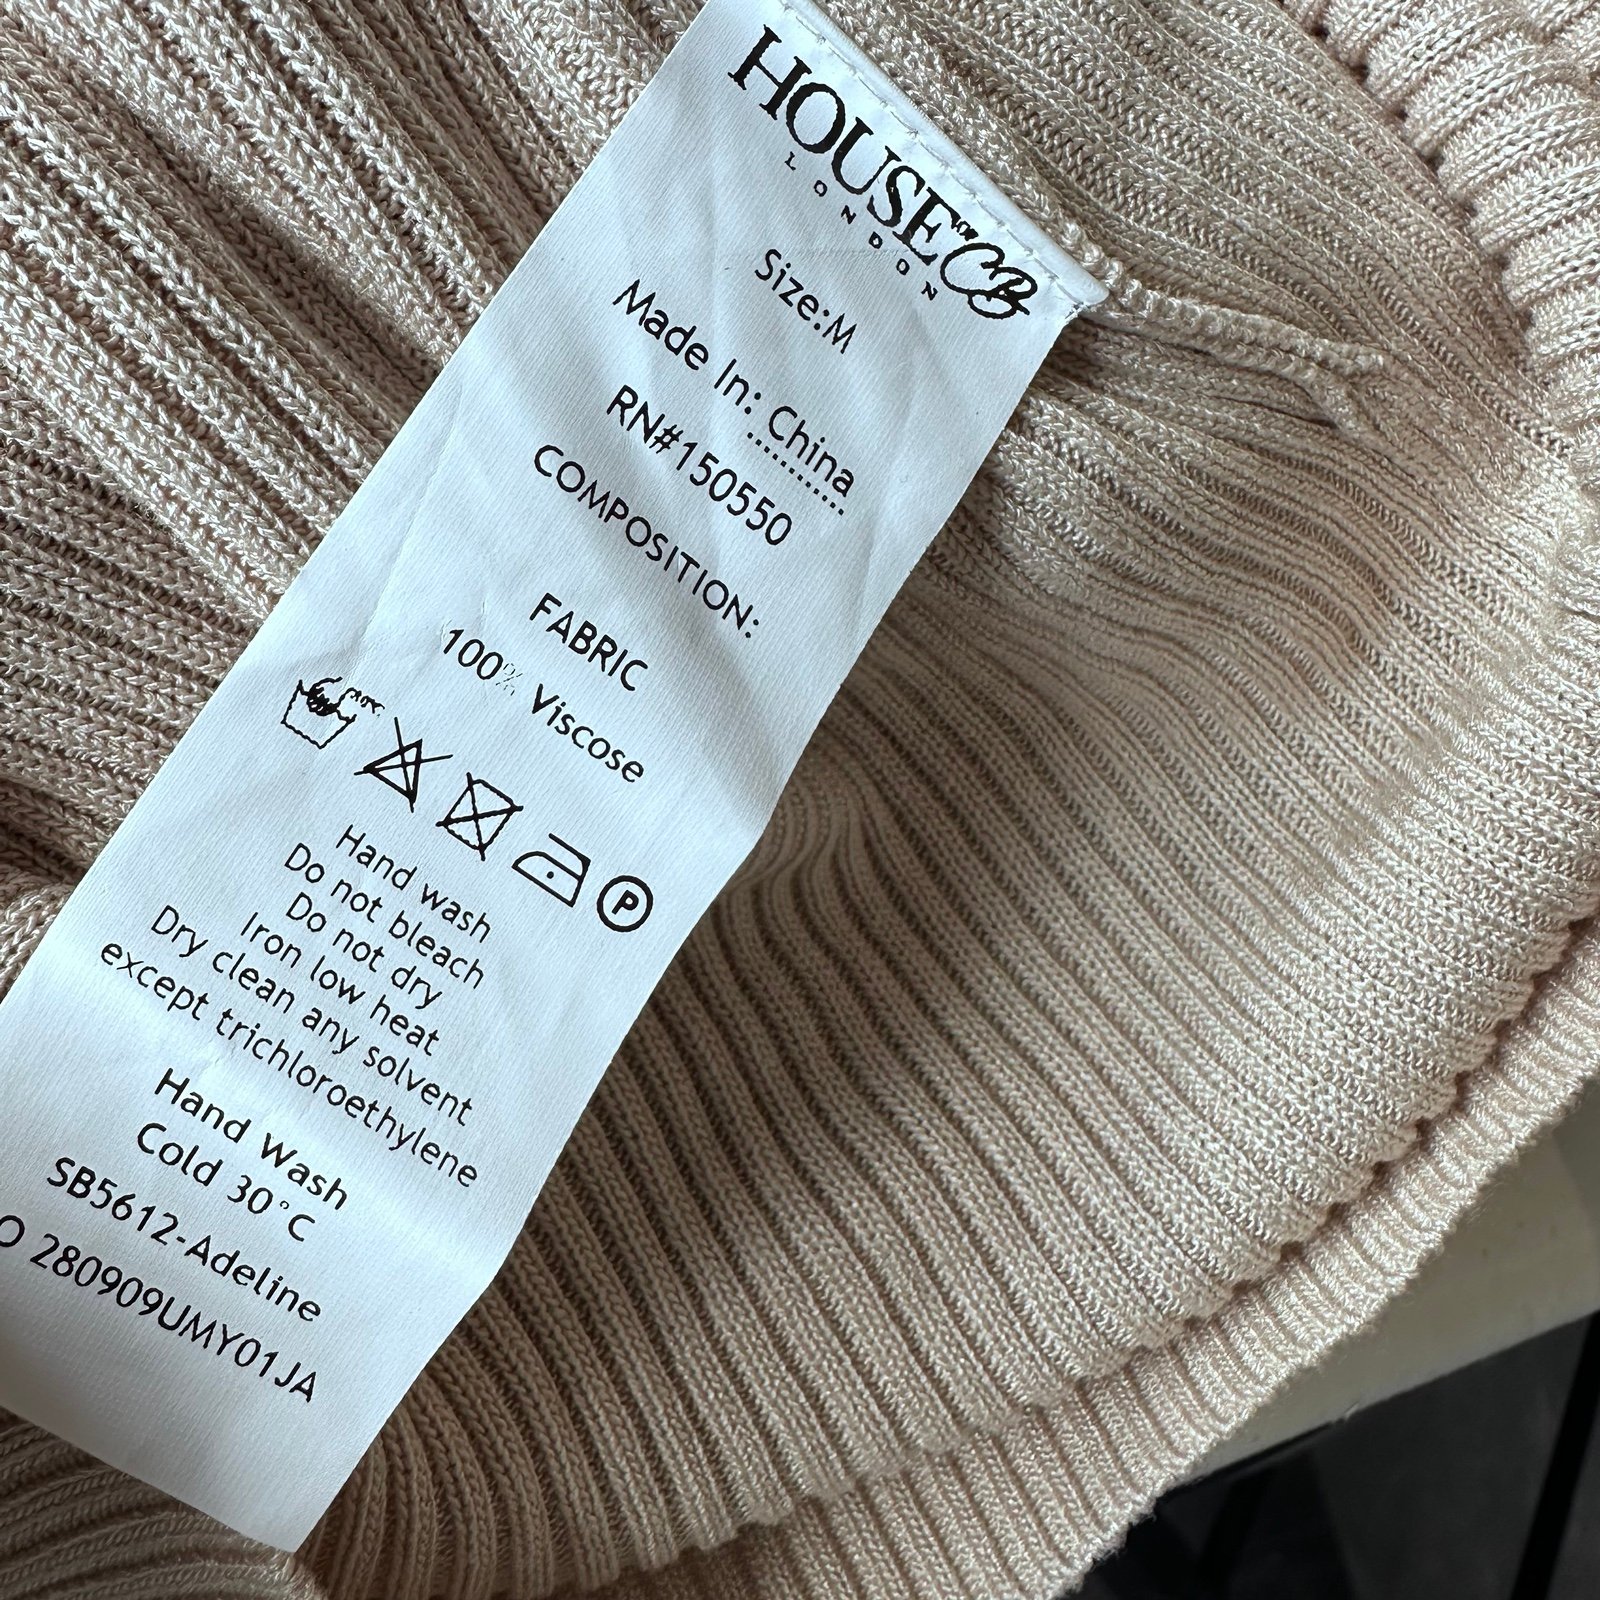 HOUSE OF CB
LONDON
Size:M
Made In: China
RN#150550
COMPOSITION:
FABRIC
100% Viscose
P
Hand wash
Do not bleach
Do not dry
Iron low heat
Dry clean any solvent
except trichloroethylene
Hand Wash
Cold 30°C
SB5612-Adeline
O 280909UMY01JA